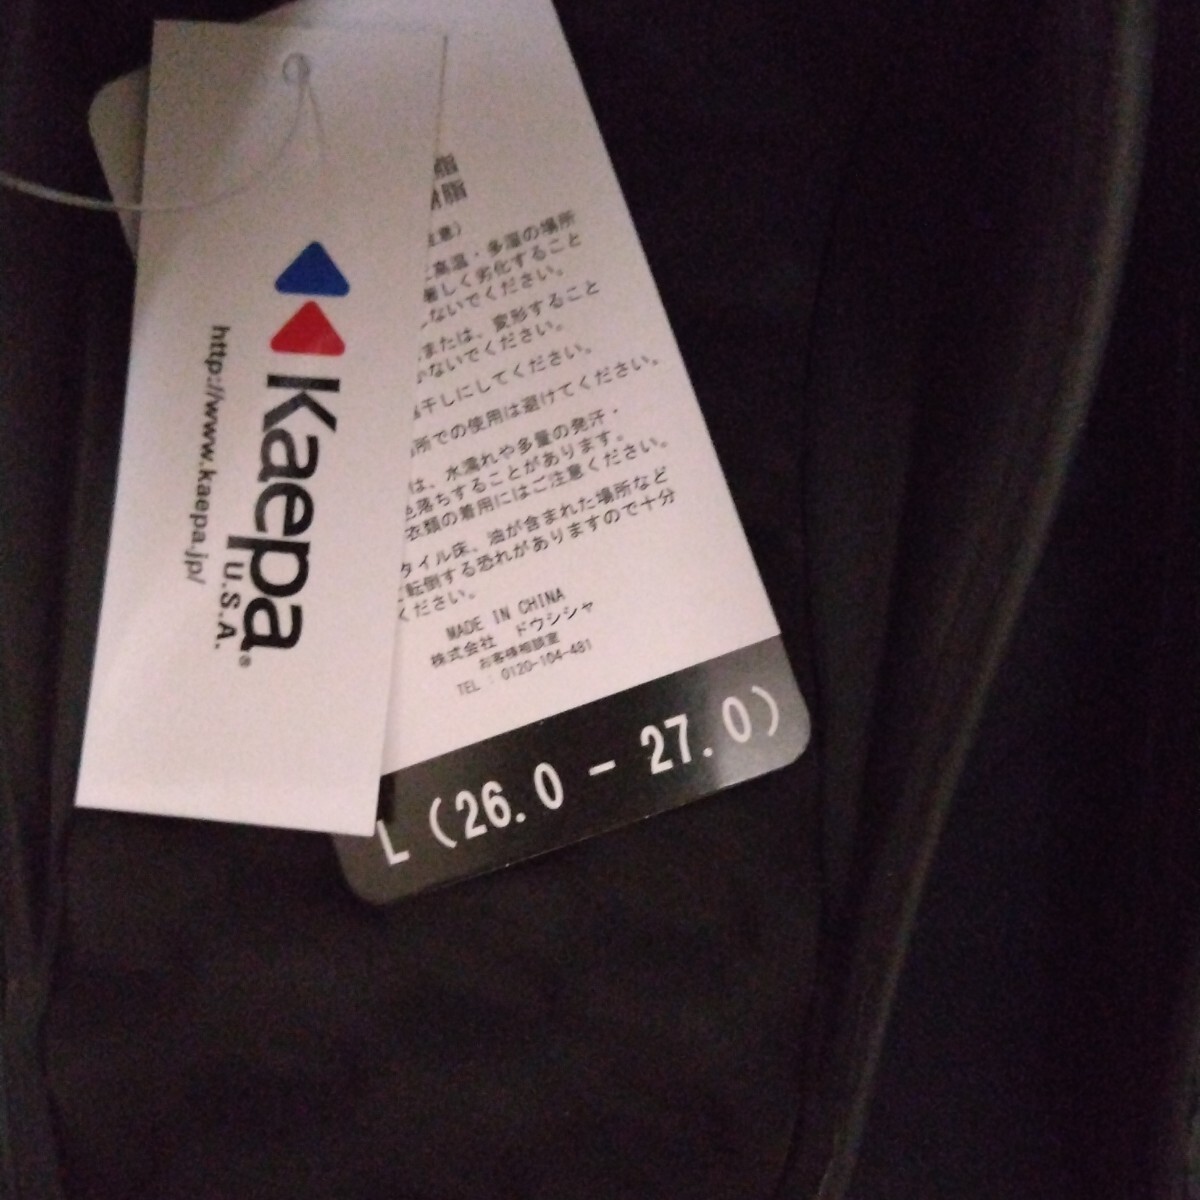 Kaepa®
U.S.A.
http://www.kaepa.jp/
脂
脂
意)
高温・多湿の場所
著しく劣化すること
ないでください。
または、変形すること
かないでください。
干しにしてください。
所での使用は避けてください。
は、水濡れや多量の発汗・
色落ちすることがあります。
衣類の着用にはご注意ください。
タイル床、油が含まれた場所など
転倒する恐れがありますので十分
ください。
MADE IN CHINA
株式会社 ドウシシャ
お客様相談室
TEL : 0120-104-481
L (26.0 - 27.0)